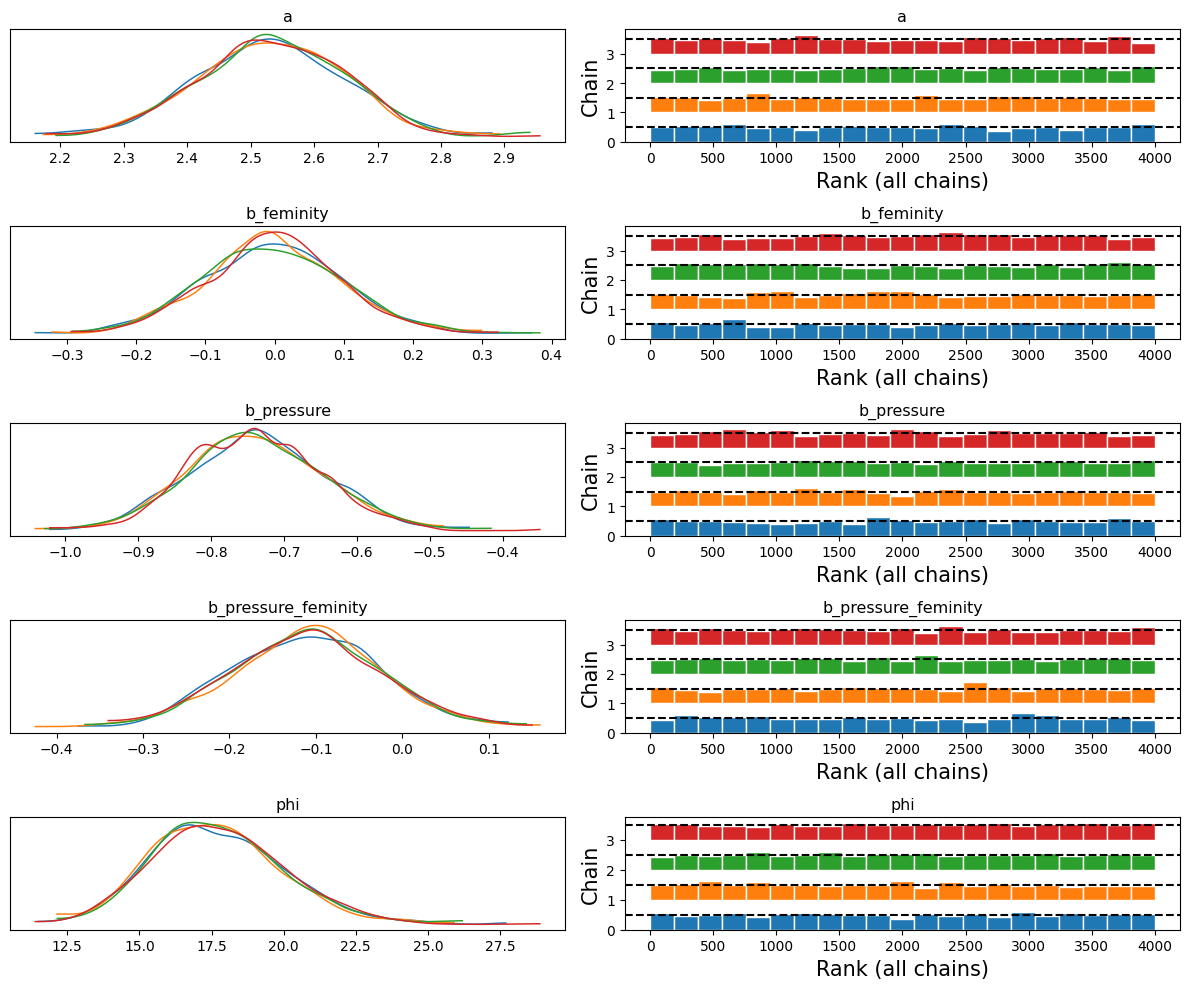 a
2.2 2.3 2.4 2.5 2.6 2.7 2.8 2.9
a
Chain
3
2
1
0
0 500 1000 1500 2000 2500 3000 3500 4000
Rank (all chains)
b_feminity
−0.3 −0.2 −0.1 0.0 0.1 0.2 0.3 0.4
b_feminity
Chain
3
2
1
0
0 500 1000 1500 2000 2500 3000 3500 4000
Rank (all chains)
b_pressure
−1.0 −0.9 −0.8 −0.7 −0.6 −0.5 −0.4
b_pressure
Chain
3
2
1
0
0 500 1000 1500 2000 2500 3000 3500 4000
Rank (all chains)
b_pressure_feminity
−0.4 −0.3 −0.2 −0.1 0.0 0.1
b_pressure_feminity
Chain
3
2
1
0
0 500 1000 1500 2000 2500 3000 3500 4000
Rank (all chains)
phi
12.5 15.0 17.5 20.0 22.5 25.0 27.5
phi
Chain
3
2
1
0
0 500 1000 1500 2000 2500 3000 3500 4000
Rank (all chains)